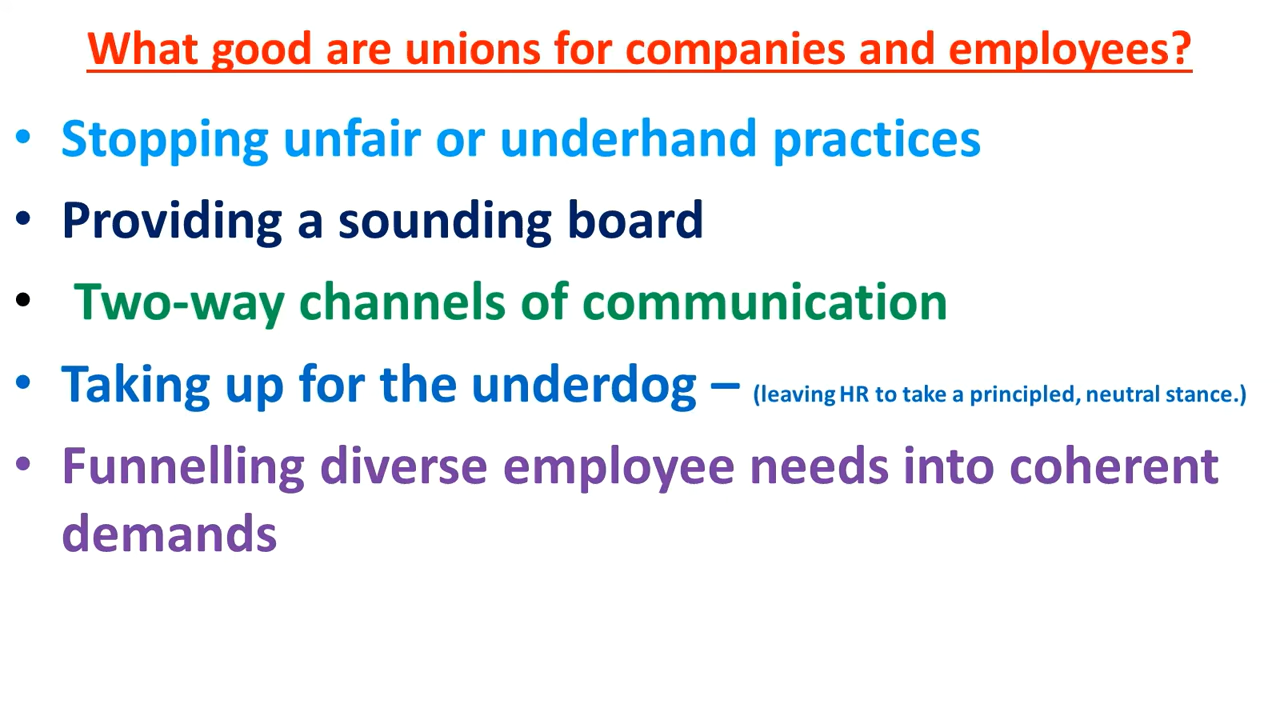 What good are unions for companies and employees?
• Stopping unfair or underhand practices
• Providing a sounding board
• Two-way channels of communication
• Taking up for the underdog – (leaving HR to take a principled, neutral stance.)
• Funnelling diverse employee needs into coherent
demands